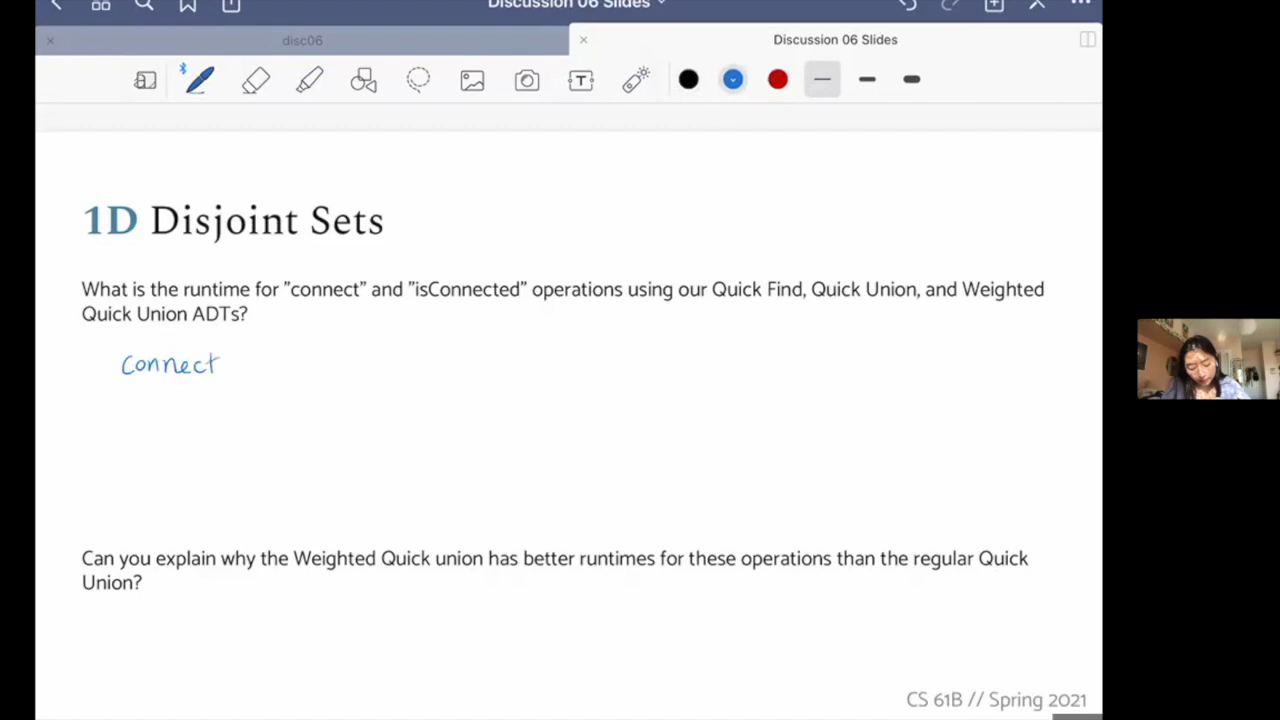 Discussion 06 Slides
disc06
Discussion 06 Slides
T
1D Disjoint Sets
What is the runtime for "connect" and "isConnected" operations using our Quick Find, Quick Union, and Weighted
Quick Union ADTs?
Connect
Can you explain why the Weighted Quick union has better runtimes for these operations than the regular Quick
Union?
CS 61B // Spring 2021